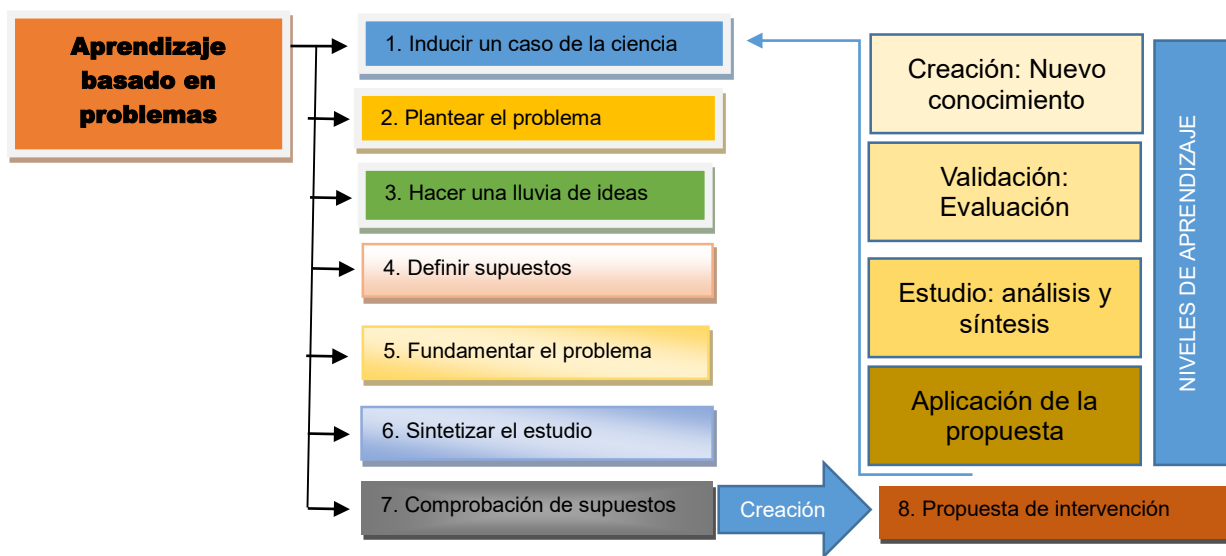 Aprendizaje
basado en
problemas
1. Inducir un caso de la ciencia
2. Plantear el problema
3. Hacer una lluvia de ideas
4. Definir supuestos
5. Fundamentar el problema
6. Sintetizar el estudio
7. Comprobación de supuestos
Creación
8. Propuesta de intervención
Creación: Nuevo
conocimiento
Validación:
Evaluación
Estudio: análisis y
síntesis
Aplicación de la
propuesta
NIVELES DE APRENDIZAJE